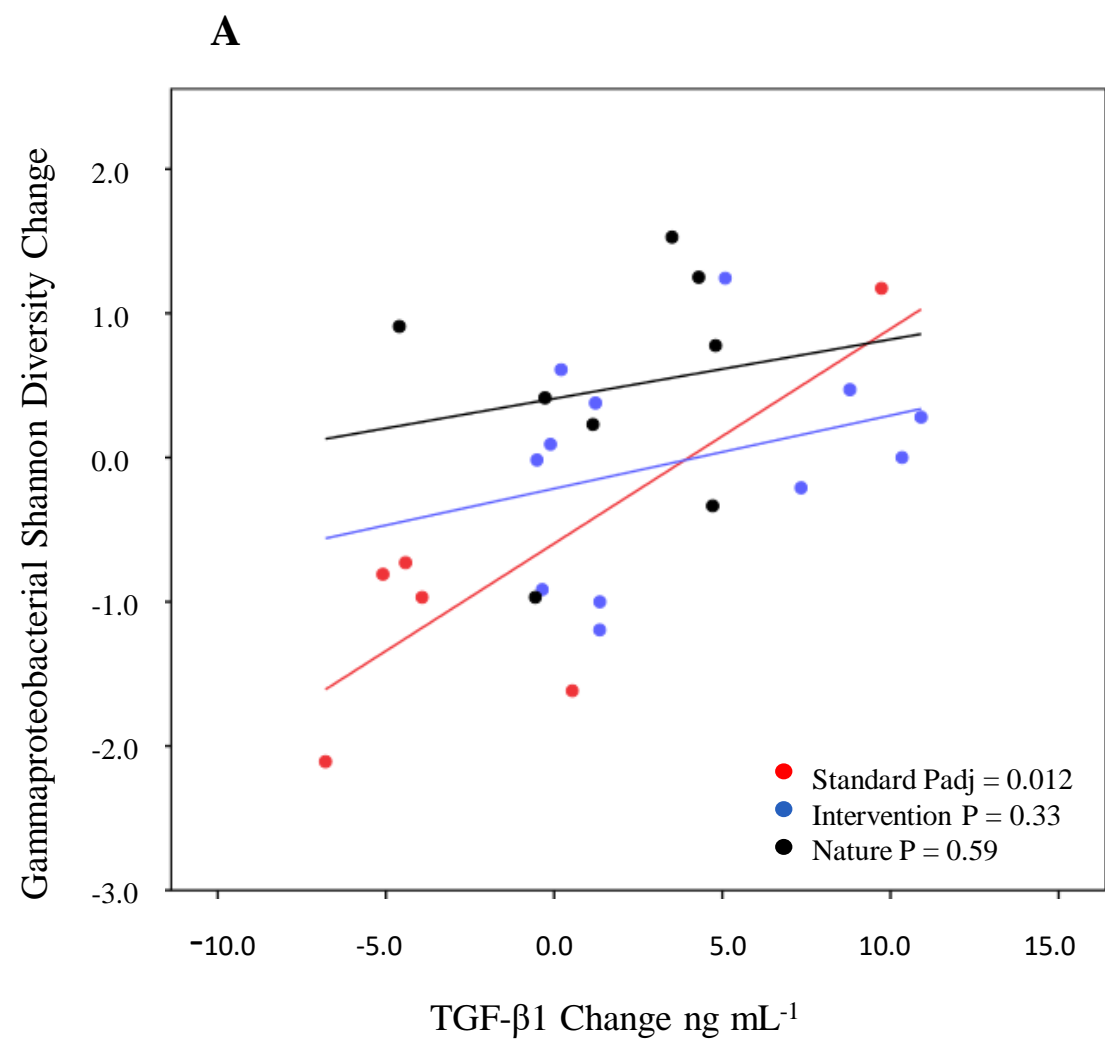 A
Gammaproteobacterial Shannon Diversity Change
2.0
1.0
0.0
-1.0
-2.0
-3.0
Standard Padj = 0.012
Intervention P = 0.33
Nature P = 0.59
-10.0 -5.0 0.0 5.0 10.0 15.0
TGF-β1 Change ng mL-1